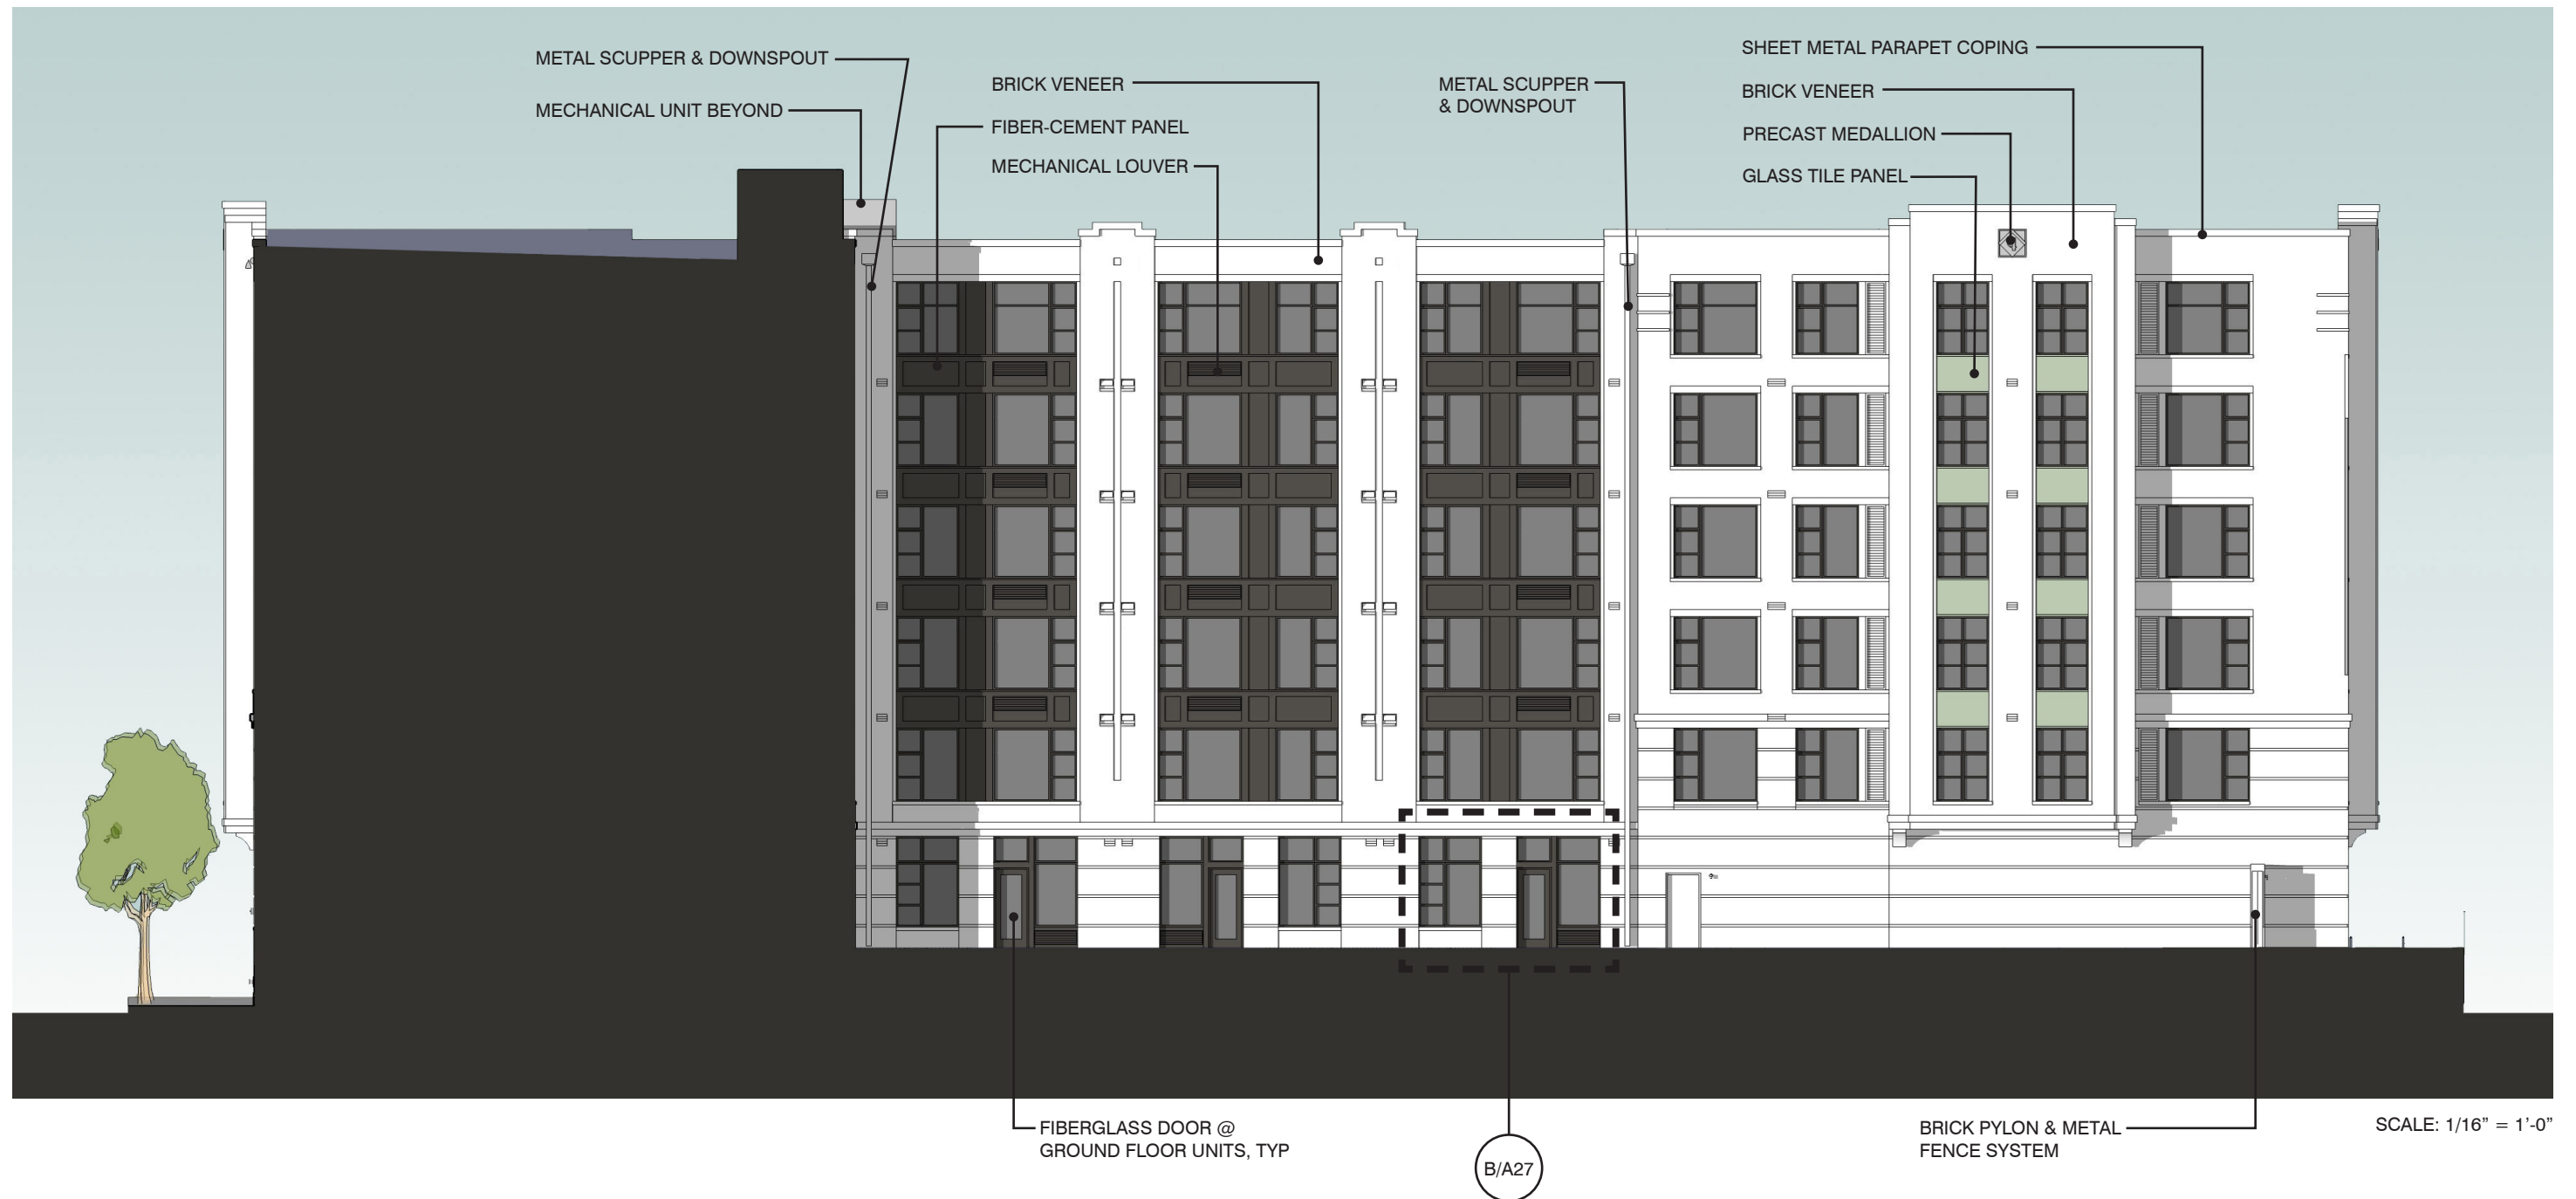 METAL SCUPPER & DOWNSPOUT
MECHANICAL UNIT BEYOND
BRICK VENEER
FIBER-CEMENT PANEL
MECHANICAL LOUVER
METAL SCUPPER
& DOWNSPOUT
SHEET METAL PARAPET COPING
BRICK VENEER
PRECAST MEDALLION
GLASS TILE PANEL
FIBERGLASS DOOR @
GROUND FLOOR UNITS, TYP
B/A27
BRICK PYLON & METAL
FENCE SYSTEM
SCALE: 1/16” = 1’-0”